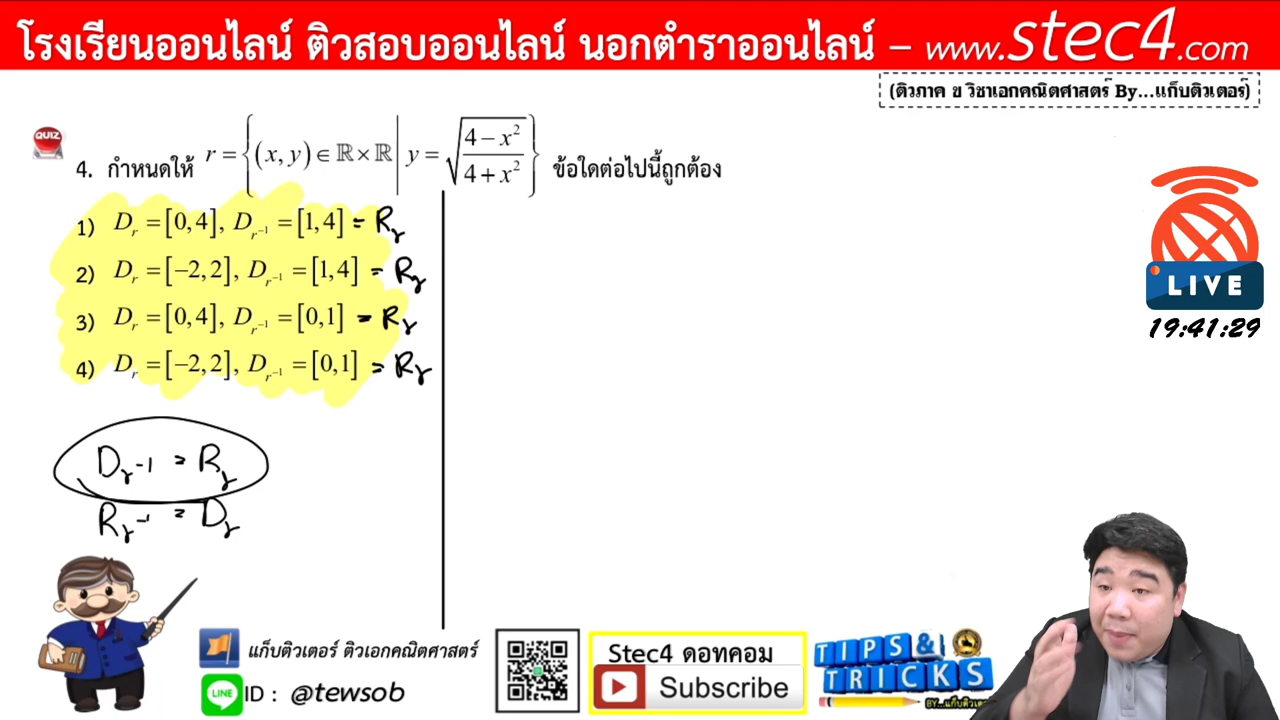 โรงเรียนออนไลน์ ติวสอบออนไลน์ นอกตำราออนไลน์ – www.stec4.com
(ติวภาค ข วิชาเอกคณิตศาสตร์ By...แก็บติวเตอร์)
QUIZ
4. กำหนดให้ r = {(x, y) ∈ ℝ × ℝ | y = √((4 − x²)/(4 + x²))} ข้อใดต่อไปนี้ถูกต้อง
1) D_r = [0, 4], D_{r⁻¹} = [1, 4] = R_r
2) D_r = [−2, 2], D_{r⁻¹} = [1, 4] = R_r
3) D_r = [0, 4], D_{r⁻¹} = [0, 1] = R_r
4) D_r = [−2, 2], D_{r⁻¹} = [0, 1] = R_r
D_{r⁻¹} = R_r
R_{r⁻¹} = D_r
LIVE
19:41:29
แก็บติวเตอร์ ติวเอกคณิตศาสตร์
LINE ID : @tewsob
Stec4 ดอทคอม
Subscribe
TIPS &
TRICKS